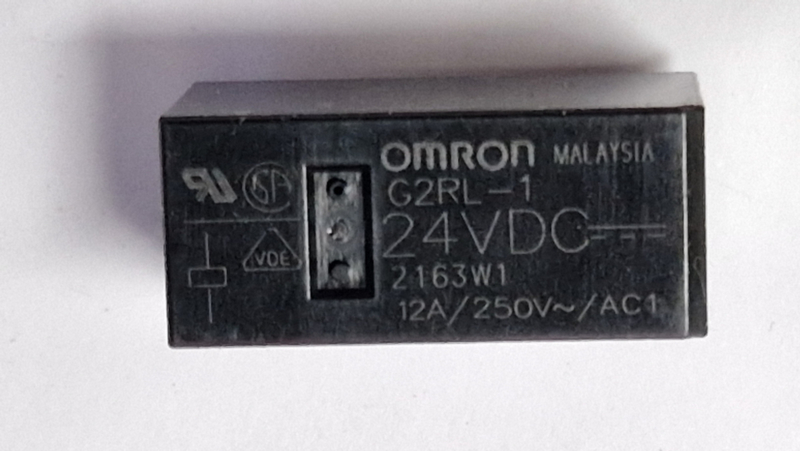 OMRON MALAYSIA
G2RL-1
24VDC
2163W1
12A/250V~/AC1
VDE